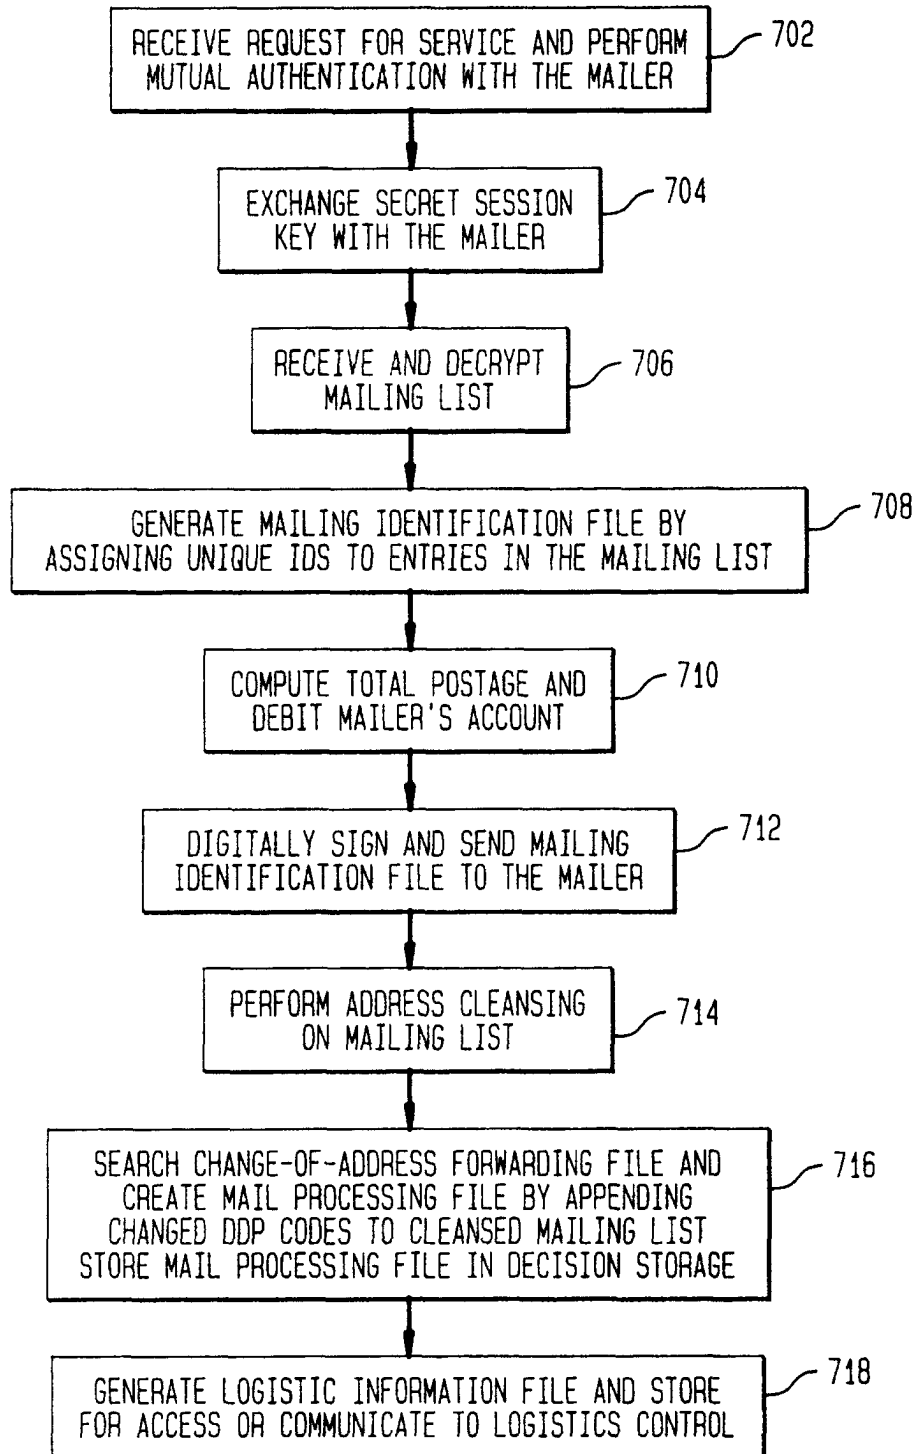 RECEIVE REQUEST FOR SERVICE AND PERFORM
MUTUAL AUTHENTICATION WITH THE MAILER
702
EXCHANGE SECRET SESSION
KEY WITH THE MAILER
704
RECEIVE AND DECRYPT
MAILING LIST
706
GENERATE MAILING IDENTIFICATION FILE BY
ASSIGNING UNIQUE IDS TO ENTRIES IN THE MAILING LIST
708
COMPUTE TOTAL POSTAGE AND
DEBIT MAILER'S ACCOUNT
710
DIGITALLY SIGN AND SEND MAILING
IDENTIFICATION FILE TO THE MAILER
712
PERFORM ADDRESS CLEANSING
ON MAILING LIST
714
SEARCH CHANGE-OF-ADDRESS FORWARDING FILE AND
CREATE MAIL PROCESSING FILE BY APPENDING
CHANGED DDP CODES TO CLEANSED MAILING LIST
STORE MAIL PROCESSING FILE IN DECISION STORAGE
716
GENERATE LOGISTIC INFORMATION FILE AND STORE
FOR ACCESS OR COMMUNICATE TO LOGISTICS CONTROL
718